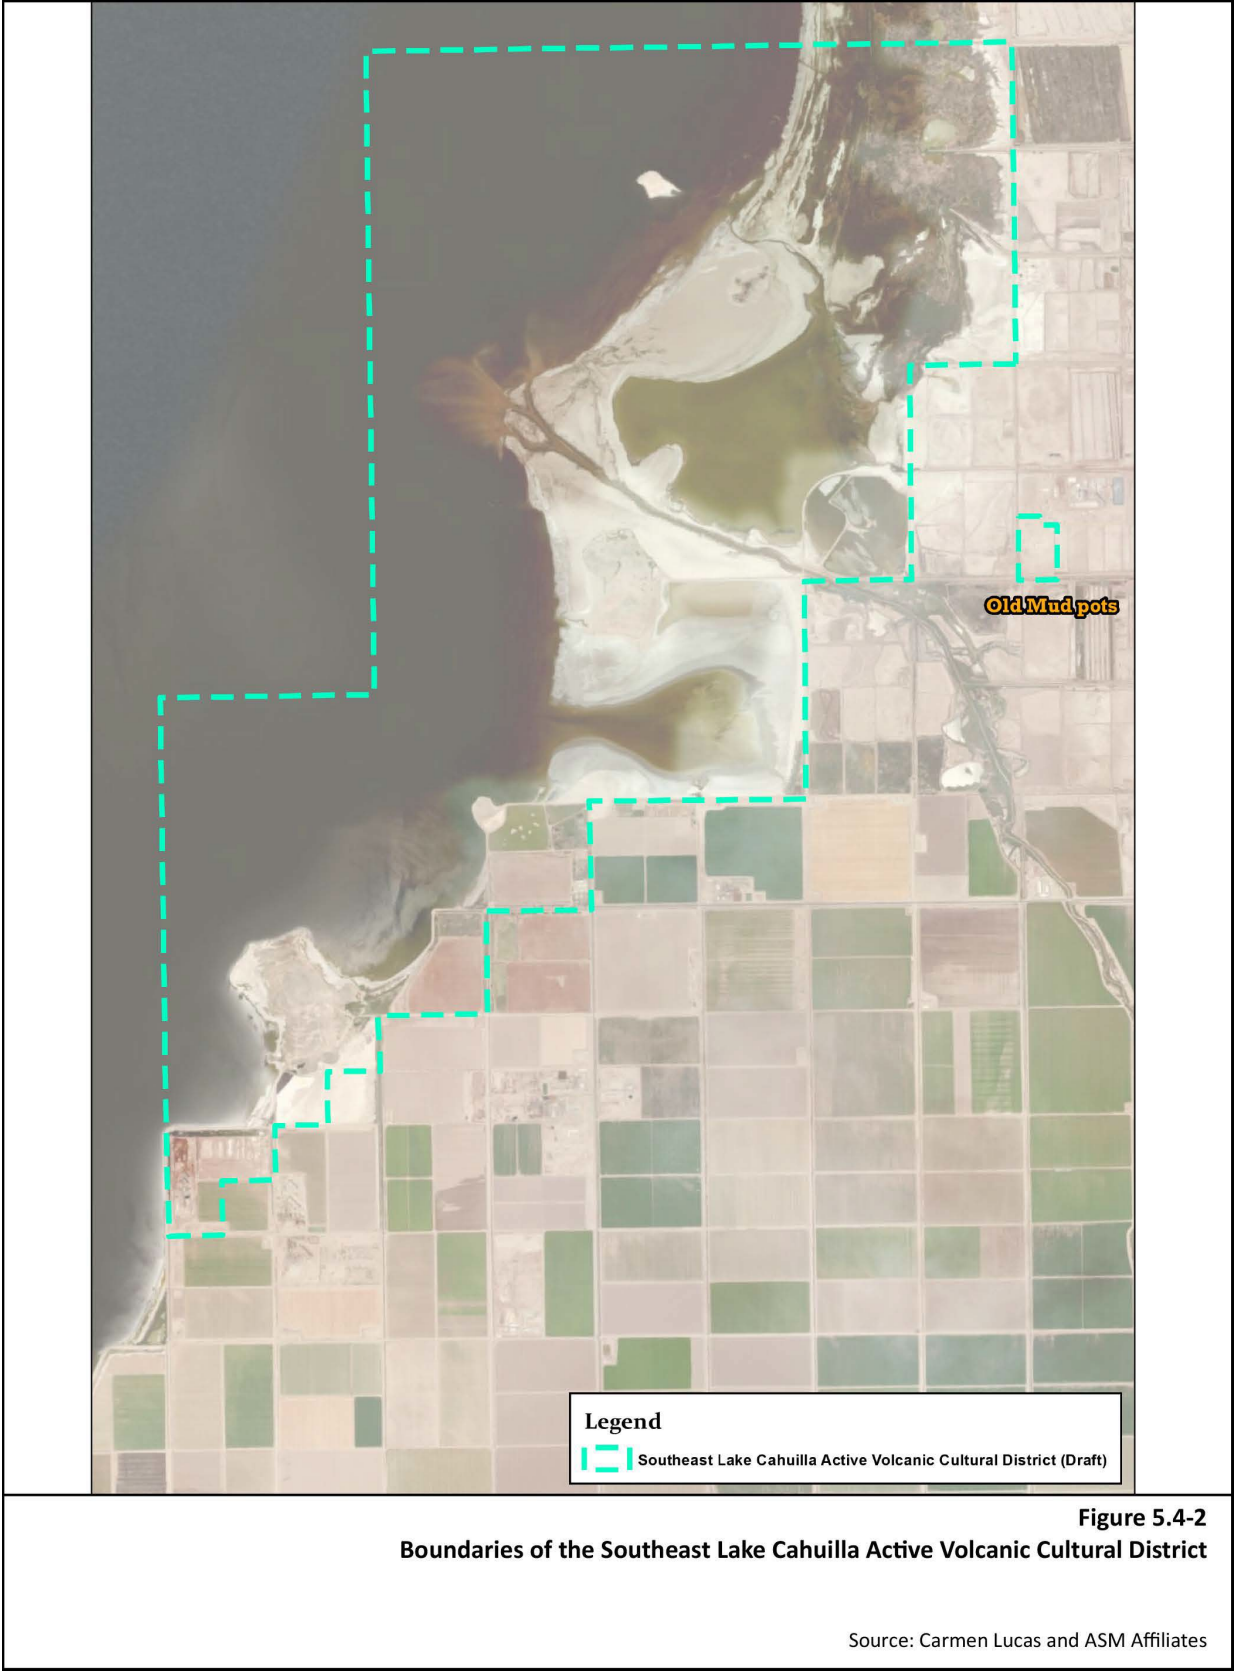 Old Mud pots
Legend
Southeast Lake Cahuilla Active Volcanic Cultural District (Draft)
Figure 5.4-2
Boundaries of the Southeast Lake Cahuilla Active Volcanic Cultural District
Source: Carmen Lucas and ASM Affiliates